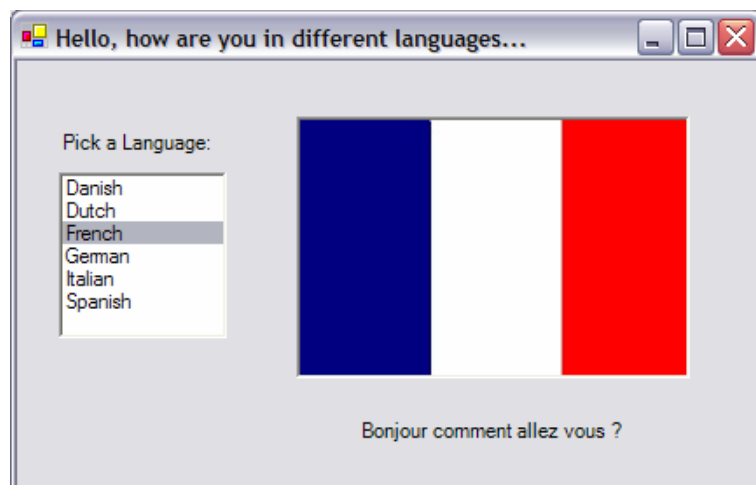 Hello, how are you in different languages...
Pick a Language:
Danish
Dutch
French
German
Italian
Spanish
Bonjour comment allez vous ?